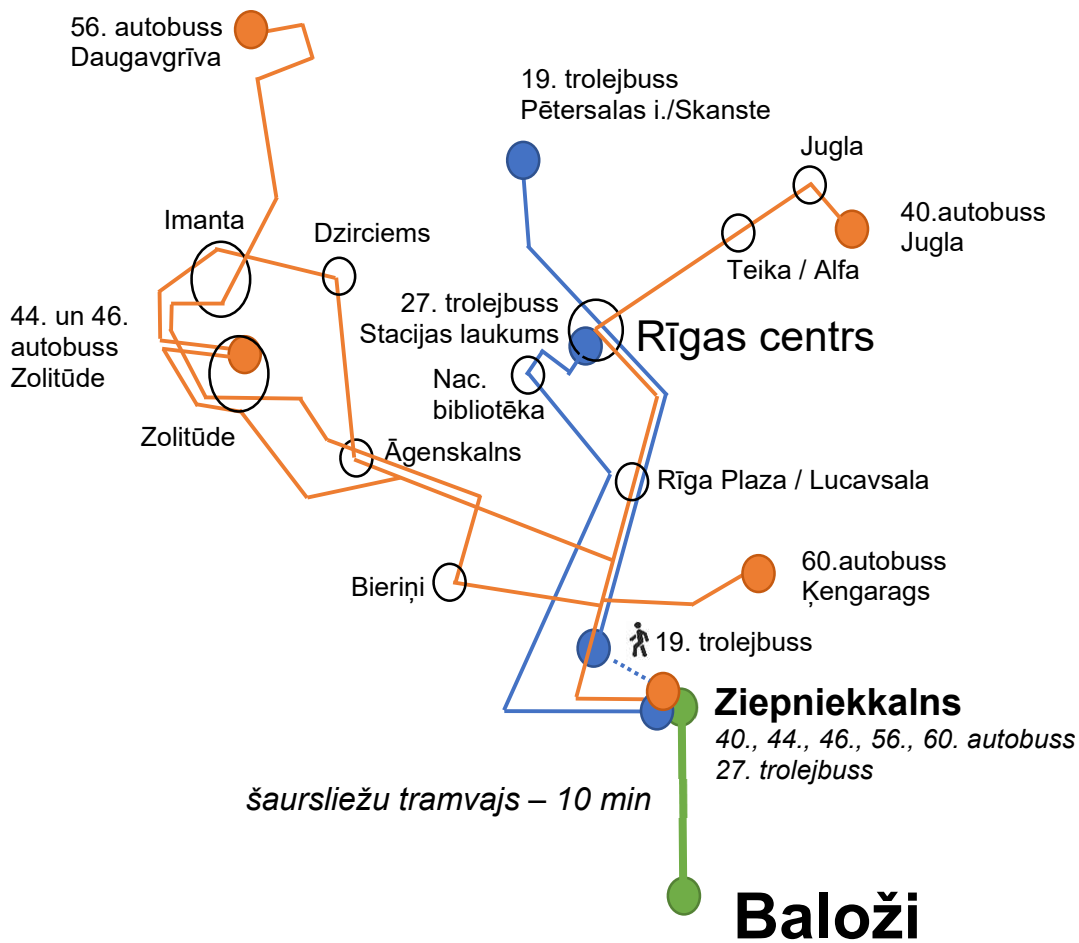 56. autobuss
Daugavgrīva
19. trolejbuss
Pētersalas i./Skanste
Jugla
40.autobuss
Jugla
Imanta
Dzirciems
Teika / Alfa
27. trolejbuss
Stacijas laukums
44. un 46.
autobuss
Zolitūde
Rīgas centrs
Nac.
bibliotēka
Zolitūde
Āgenskalns
Rīga Plaza / Lucavsala
60.autobuss
Ķengarags
Bieriņi
19. trolejbuss
Ziepniekkalns
40., 44., 46., 56., 60. autobuss
27. trolejbuss
šaursliežu tramvajs – 10 min
Baloži